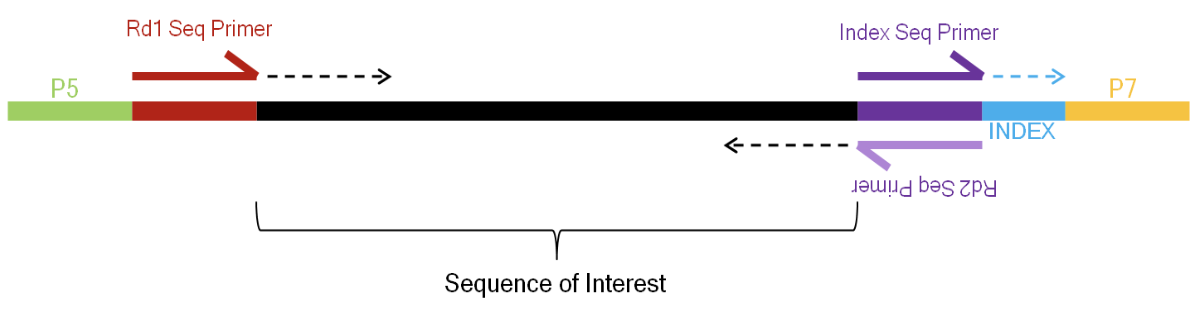 Rd1 Seq Primer
Index Seq Primer
P5
P7
INDEX
Rd2 Seq Primer
Sequence of Interest